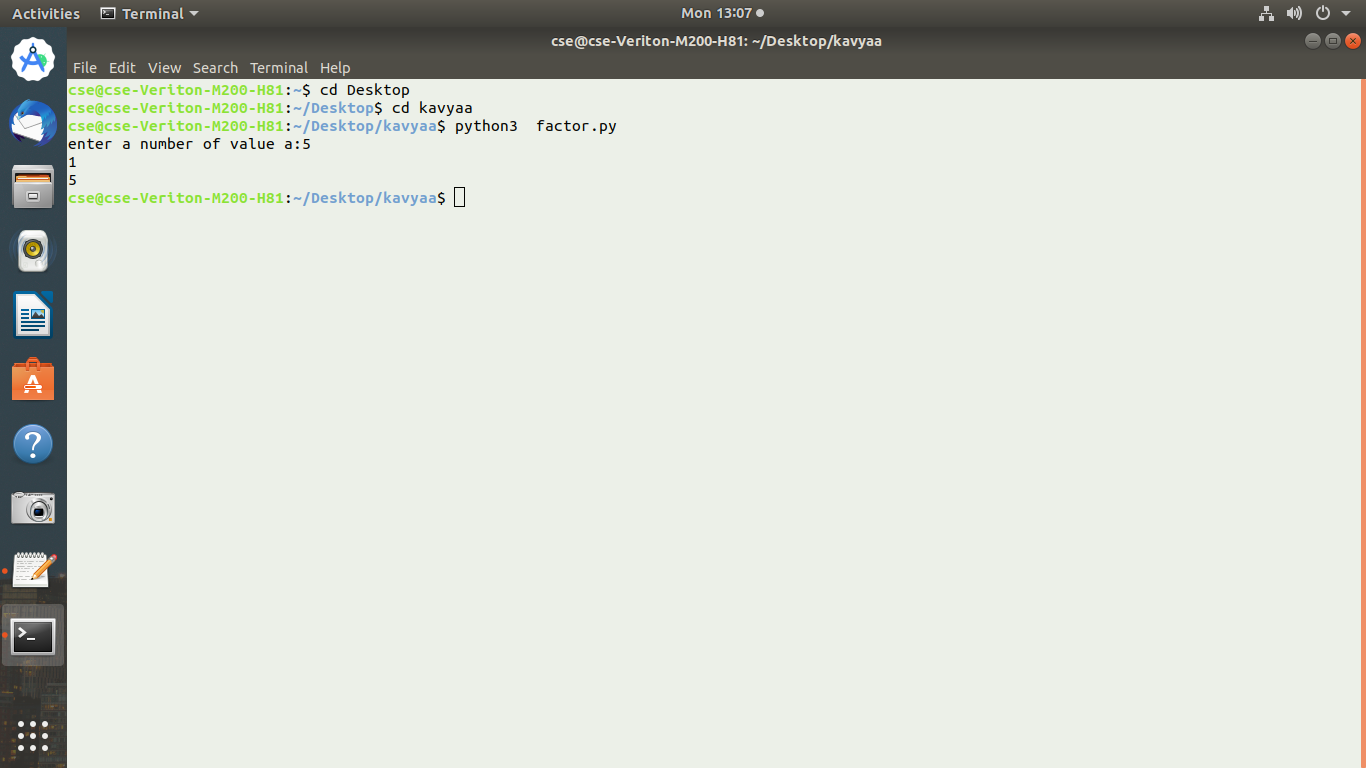 Activities Terminal Mon 13:07
cse@cse-Veriton-M200-H81: ~/Desktop/kavyaa
File Edit View Search Terminal Help
cse@cse-Veriton-M200-H81:~$ cd Desktop
cse@cse-Veriton-M200-H81:~/Desktop$ cd kavyaa
cse@cse-Veriton-M200-H81:~/Desktop/kavyaa$ python3  factor.py
enter a number of value a:5
1
5
cse@cse-Veriton-M200-H81:~/Desktop/kavyaa$